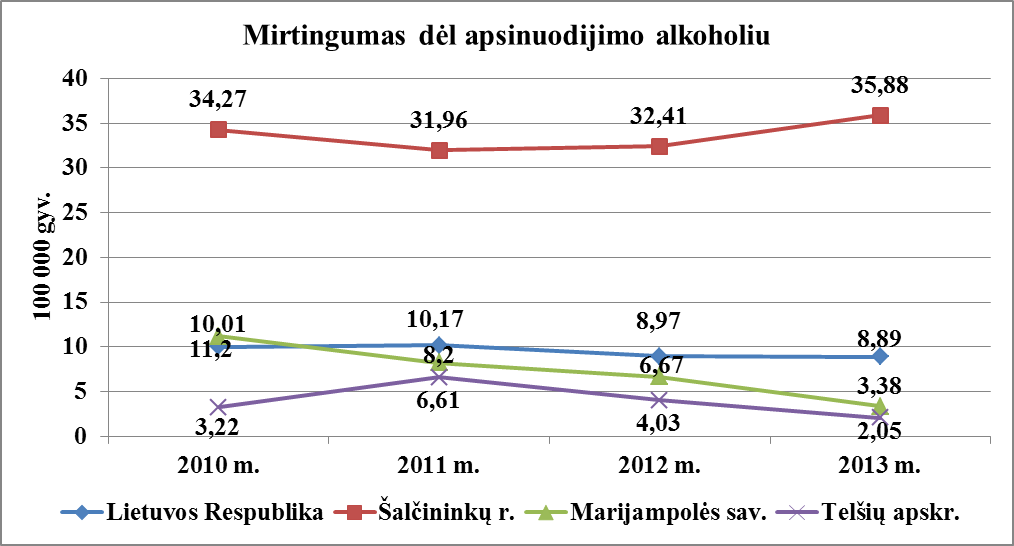 Mirtingumas dėl apsinuodijimo alkoholiu
100 000 gyv.
40
35
30
25
20
15
10
5
0
34,27
31,96
32,41
35,88
10,01
10,17
8,97
8,89
11,2
8,2
6,67
3,38
3,22
6,61
4,03
2,05
2010 m.
2011 m.
2012 m.
2013 m.
Lietuvos Respublika
Šalčininkų r.
Marijampolės sav.
Telšių apskr.